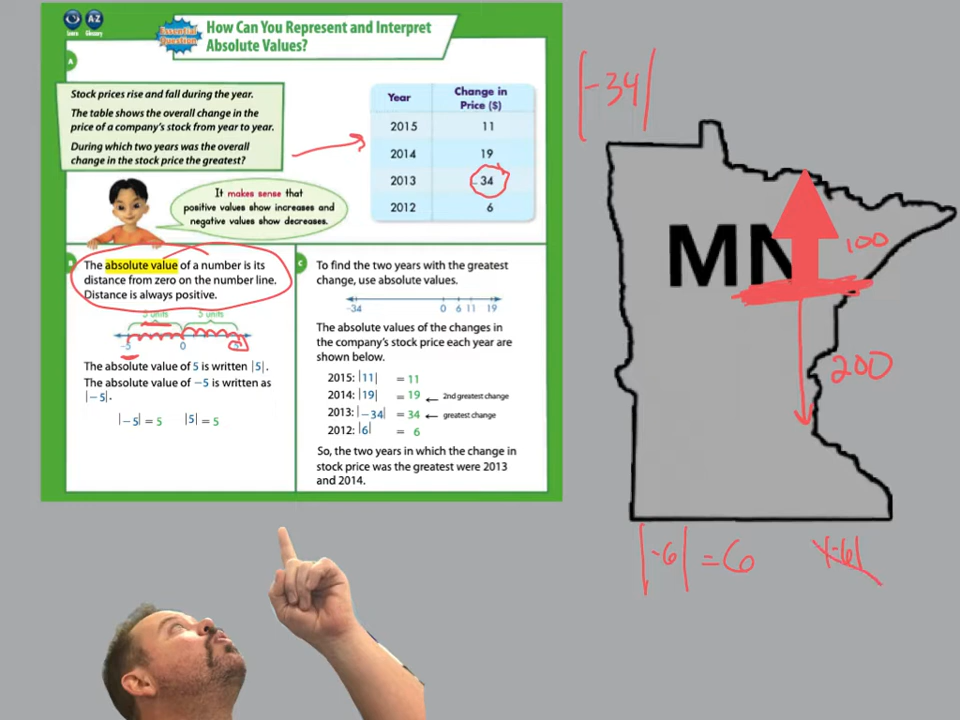 Learn
A-Z
Glossary
Essential Question
How Can You Represent and Interpret
Absolute Values?
A
Stock prices rise and fall during the year.
The table shows the overall change in the
price of a company's stock from year to year.
During which two years was the overall
change in the stock price the greatest?
Year Change in Price ($)
2015 11
2014 19
2013 -34
2012 6
It makes sense that
positive values show increases and
negative values show decreases.
B
The absolute value of a number is its
distance from zero on the number line.
Distance is always positive.
5 units 5 units
-5 0 5
The absolute value of 5 is written |5|.
The absolute value of −5 is written as
|−5|.
|−5| = 5 |5| = 5
C
To find the two years with the greatest
change, use absolute values.
-34 0 6 11 19
The absolute values of the changes in
the company's stock price each year are
shown below.
2015: |11| = 11
2014: |19| = 19 ← 2nd greatest change
2013: |−34| = 34 ← greatest change
2012: |6| = 6
So, the two years in which the change in
stock price was the greatest were 2013
and 2014.
|-34|
MN
100
200
|-6| = 6